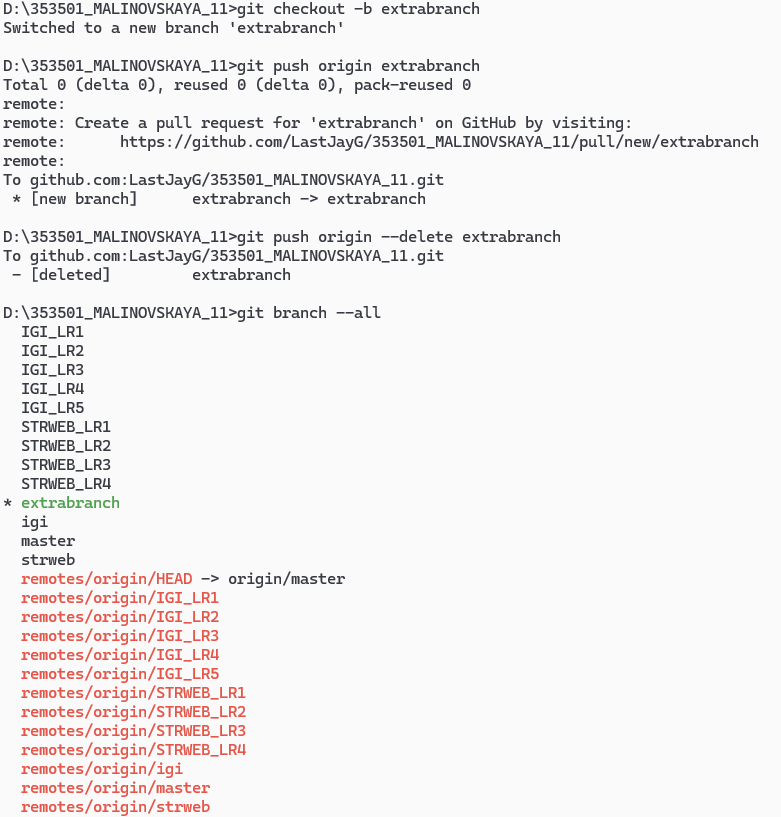 D:\353501_MALINOVSKAYA_11>git checkout -b extrabranch
Switched to a new branch 'extrabranch'
D:\353501_MALINOVSKAYA_11>git push origin extrabranch
Total 0 (delta 0), reused 0 (delta 0), pack-reused 0
remote:
remote: Create a pull request for 'extrabranch' on GitHub by visiting:
remote:      https://github.com/LastJayG/353501_MALINOVSKAYA_11/pull/new/extrabranch
remote:
To github.com:LastJayG/353501_MALINOVSKAYA_11.git
 * [new branch]      extrabranch -> extrabranch
D:\353501_MALINOVSKAYA_11>git push origin --delete extrabranch
To github.com:LastJayG/353501_MALINOVSKAYA_11.git
 - [deleted]         extrabranch
D:\353501_MALINOVSKAYA_11>git branch --all
  IGI_LR1
  IGI_LR2
  IGI_LR3
  IGI_LR4
  IGI_LR5
  STRWEB_LR1
  STRWEB_LR2
  STRWEB_LR3
  STRWEB_LR4
* extrabranch
  igi
  master
  strweb
  remotes/origin/HEAD -> origin/master
  remotes/origin/IGI_LR1
  remotes/origin/IGI_LR2
  remotes/origin/IGI_LR3
  remotes/origin/IGI_LR4
  remotes/origin/IGI_LR5
  remotes/origin/STRWEB_LR1
  remotes/origin/STRWEB_LR2
  remotes/origin/STRWEB_LR3
  remotes/origin/STRWEB_LR4
  remotes/origin/igi
  remotes/origin/master
  remotes/origin/strweb